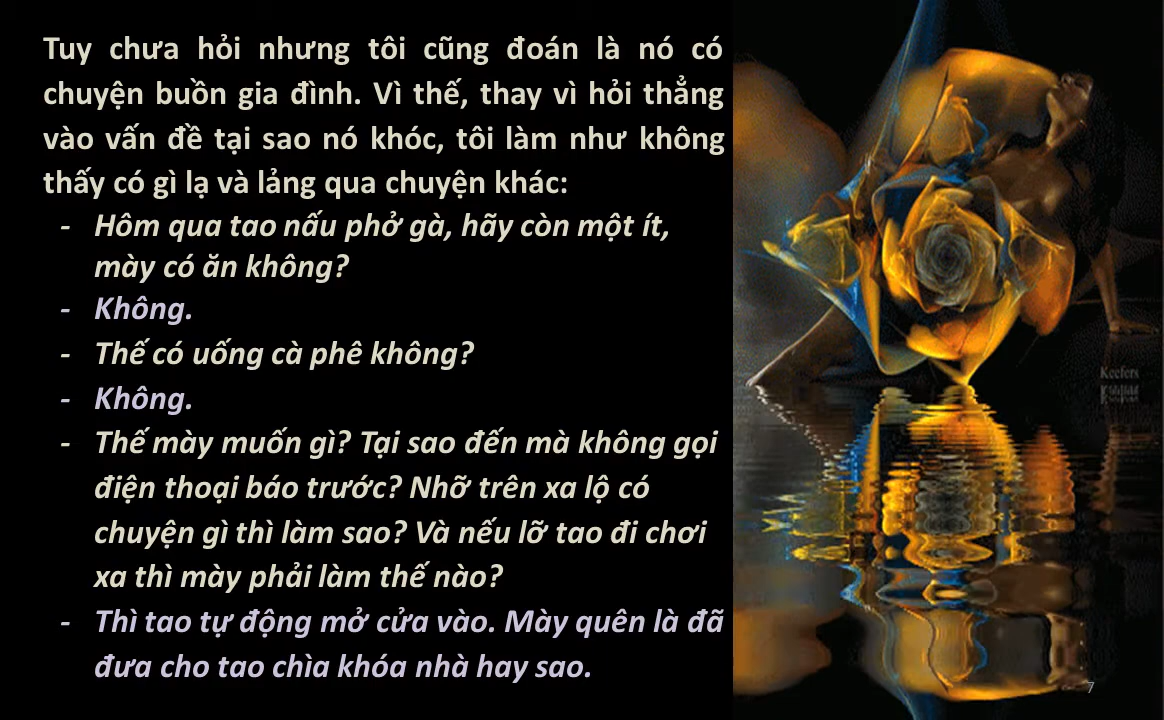 Tuy chưa hỏi nhưng tôi cũng đoán là nó có
chuyện buồn gia đình. Vì thế, thay vì hỏi thẳng
vào vấn đề tại sao nó khóc, tôi làm như không
thấy có gì lạ và lảng qua chuyện khác:
- Hôm qua tao nấu phở gà, hãy còn một ít,
mày có ăn không?
- Không.
- Thế có uống cà phê không?
- Không.
- Thế mày muốn gì? Tại sao đến mà không gọi
điện thoại báo trước? Nhỡ trên xa lộ có
chuyện gì thì làm sao? Và nếu lỡ tao đi chơi
xa thì mày phải làm thế nào?
- Thì tao tự động mở cửa vào. Mày quên là đã
đưa cho tao chìa khóa nhà hay sao.
Keefers
7